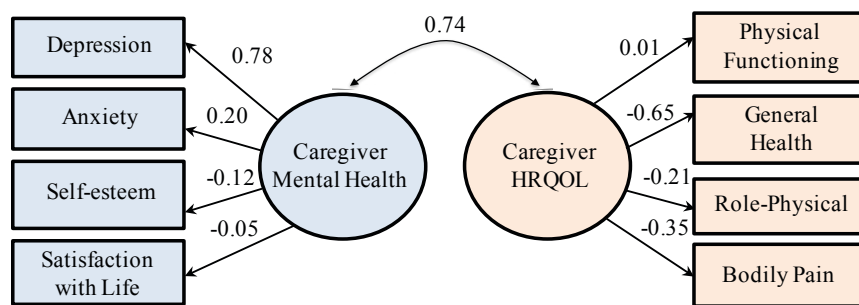 0.74
Depression
0.78
Anxiety
0.20
Self-esteem
-0.12
Satisfaction
with Life
-0.05
Caregiver
Mental Health
Caregiver
HRQOL
0.01
Physical
Functioning
-0.65
General
Health
-0.21
Role-Physical
-0.35
Bodily Pain